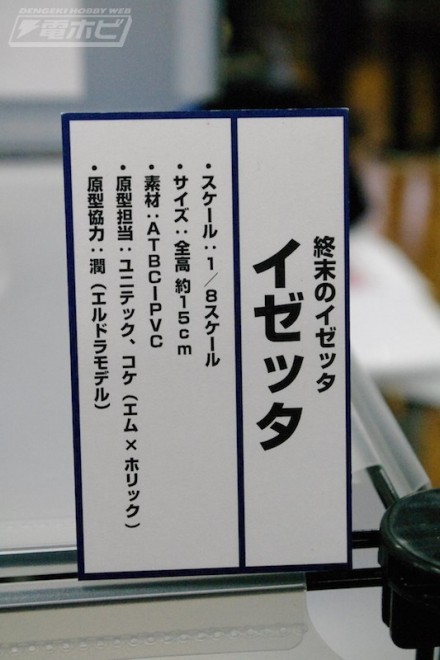 DENGEKI HOBBY WEB
電ホビ
終末のイゼッタ
イゼッタ
・スケール：1／8スケール
・サイズ：全高 約15cm
・素材：ATBC-PVC
・原型担当：ユニテック、コケ（エム×ホリック）
・原型協力：潤（エルドラモデル）